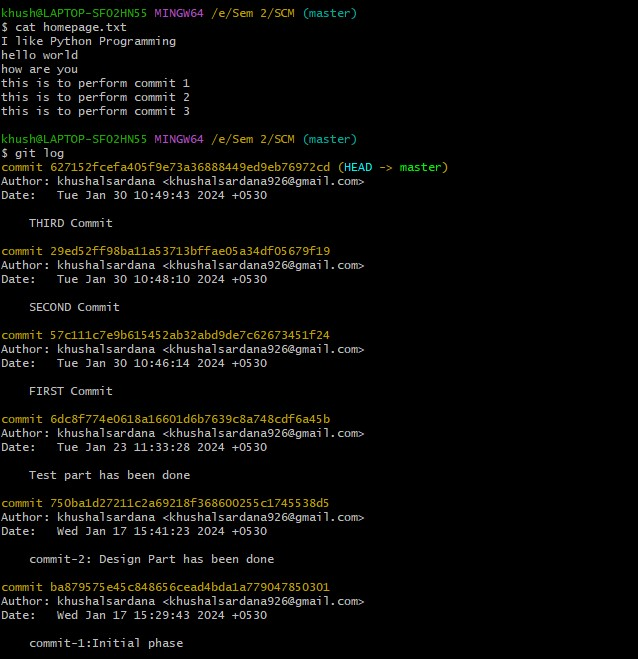 khush@LAPTOP-SFO2HN55 MINGW64 /e/Sem 2/SCM (master)
$ cat homepage.txt
I like Python Programming
hello world
how are you
this is to perform commit 1
this is to perform commit 2
this is to perform commit 3
khush@LAPTOP-SFO2HN55 MINGW64 /e/Sem 2/SCM (master)
$ git log
commit 627152fcefa405f9e73a36888449ed9eb76972cd (HEAD -> master)
Author: khushalsardana <khushalsardana926@gmail.com>
Date:   Tue Jan 30 10:49:43 2024 +0530
THIRD Commit
commit 29ed52ff98ba11a53713bffae05a34df05679f19
Author: khushalsardana <khushalsardana926@gmail.com>
Date:   Tue Jan 30 10:48:10 2024 +0530
SECOND Commit
commit 57c111c7e9b615452ab32abd9de7c62673451f24
Author: khushalsardana <khushalsardana926@gmail.com>
Date:   Tue Jan 30 10:46:14 2024 +0530
FIRST Commit
commit 6dc8f774e0618a16601d6b7639c8a748cdf6a45b
Author: khushalsardana <khushalsardana926@gmail.com>
Date:   Tue Jan 23 11:33:28 2024 +0530
Test part has been done
commit 750ba1d27211c2a69218f368600255c1745538d5
Author: khushalsardana <khushalsardana926@gmail.com>
Date:   Wed Jan 17 15:41:23 2024 +0530
commit-2: Design Part has been done
commit ba879575e45c848656cead4bda1a779047850301
Author: khushalsardana <khushalsardana926@gmail.com>
Date:   Wed Jan 17 15:29:43 2024 +0530
commit-1:Initial phase